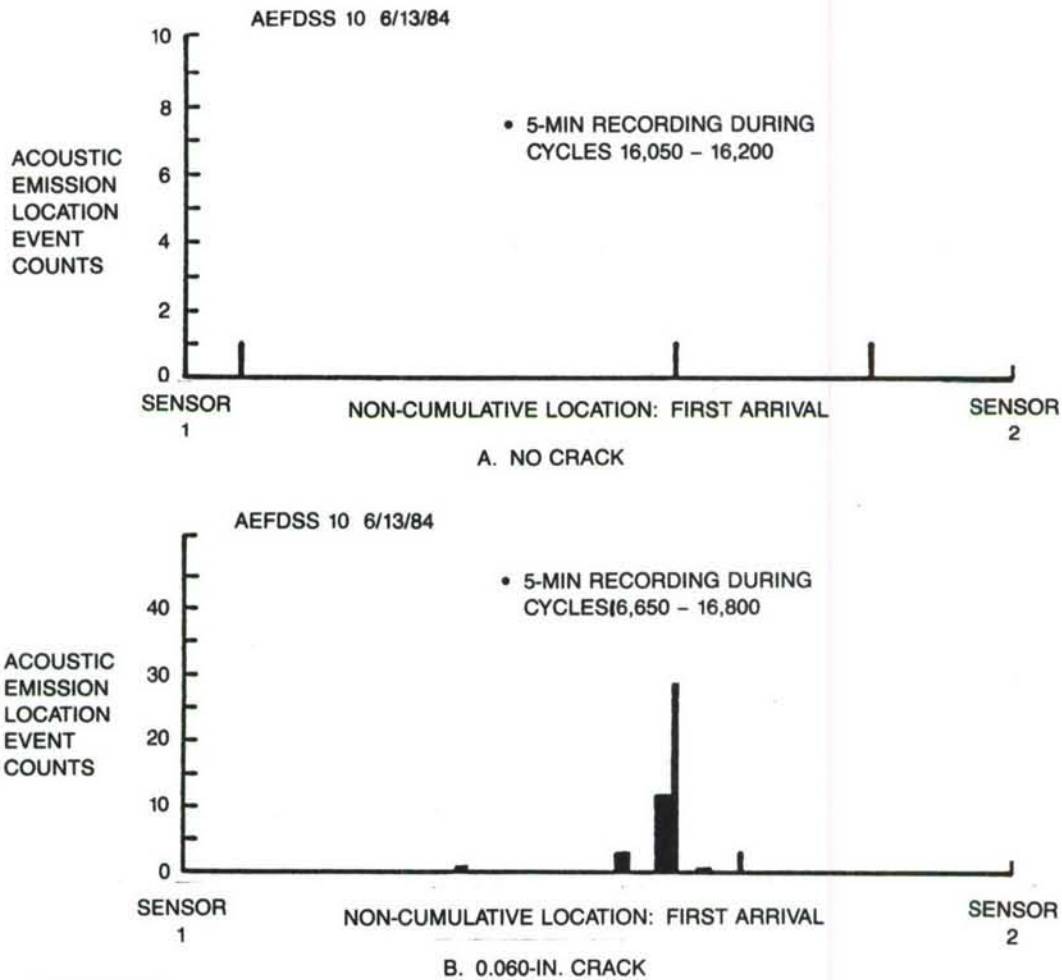 AEFDSS 10 6/13/84
10
8
6
4
2
0
ACOUSTIC
EMISSION
LOCATION
EVENT
COUNTS
• 5-MIN RECORDING DURING
CYCLES 16,050 – 16,200
SENSOR
1
NON-CUMULATIVE LOCATION: FIRST ARRIVAL
SENSOR
2
A. NO CRACK
AEFDSS 10 6/13/84
40
30
20
10
0
ACOUSTIC
EMISSION
LOCATION
EVENT
COUNTS
• 5-MIN RECORDING DURING
CYCLES 16,650 – 16,800
SENSOR
1
NON-CUMULATIVE LOCATION: FIRST ARRIVAL
SENSOR
2
B. 0.060-IN. CRACK